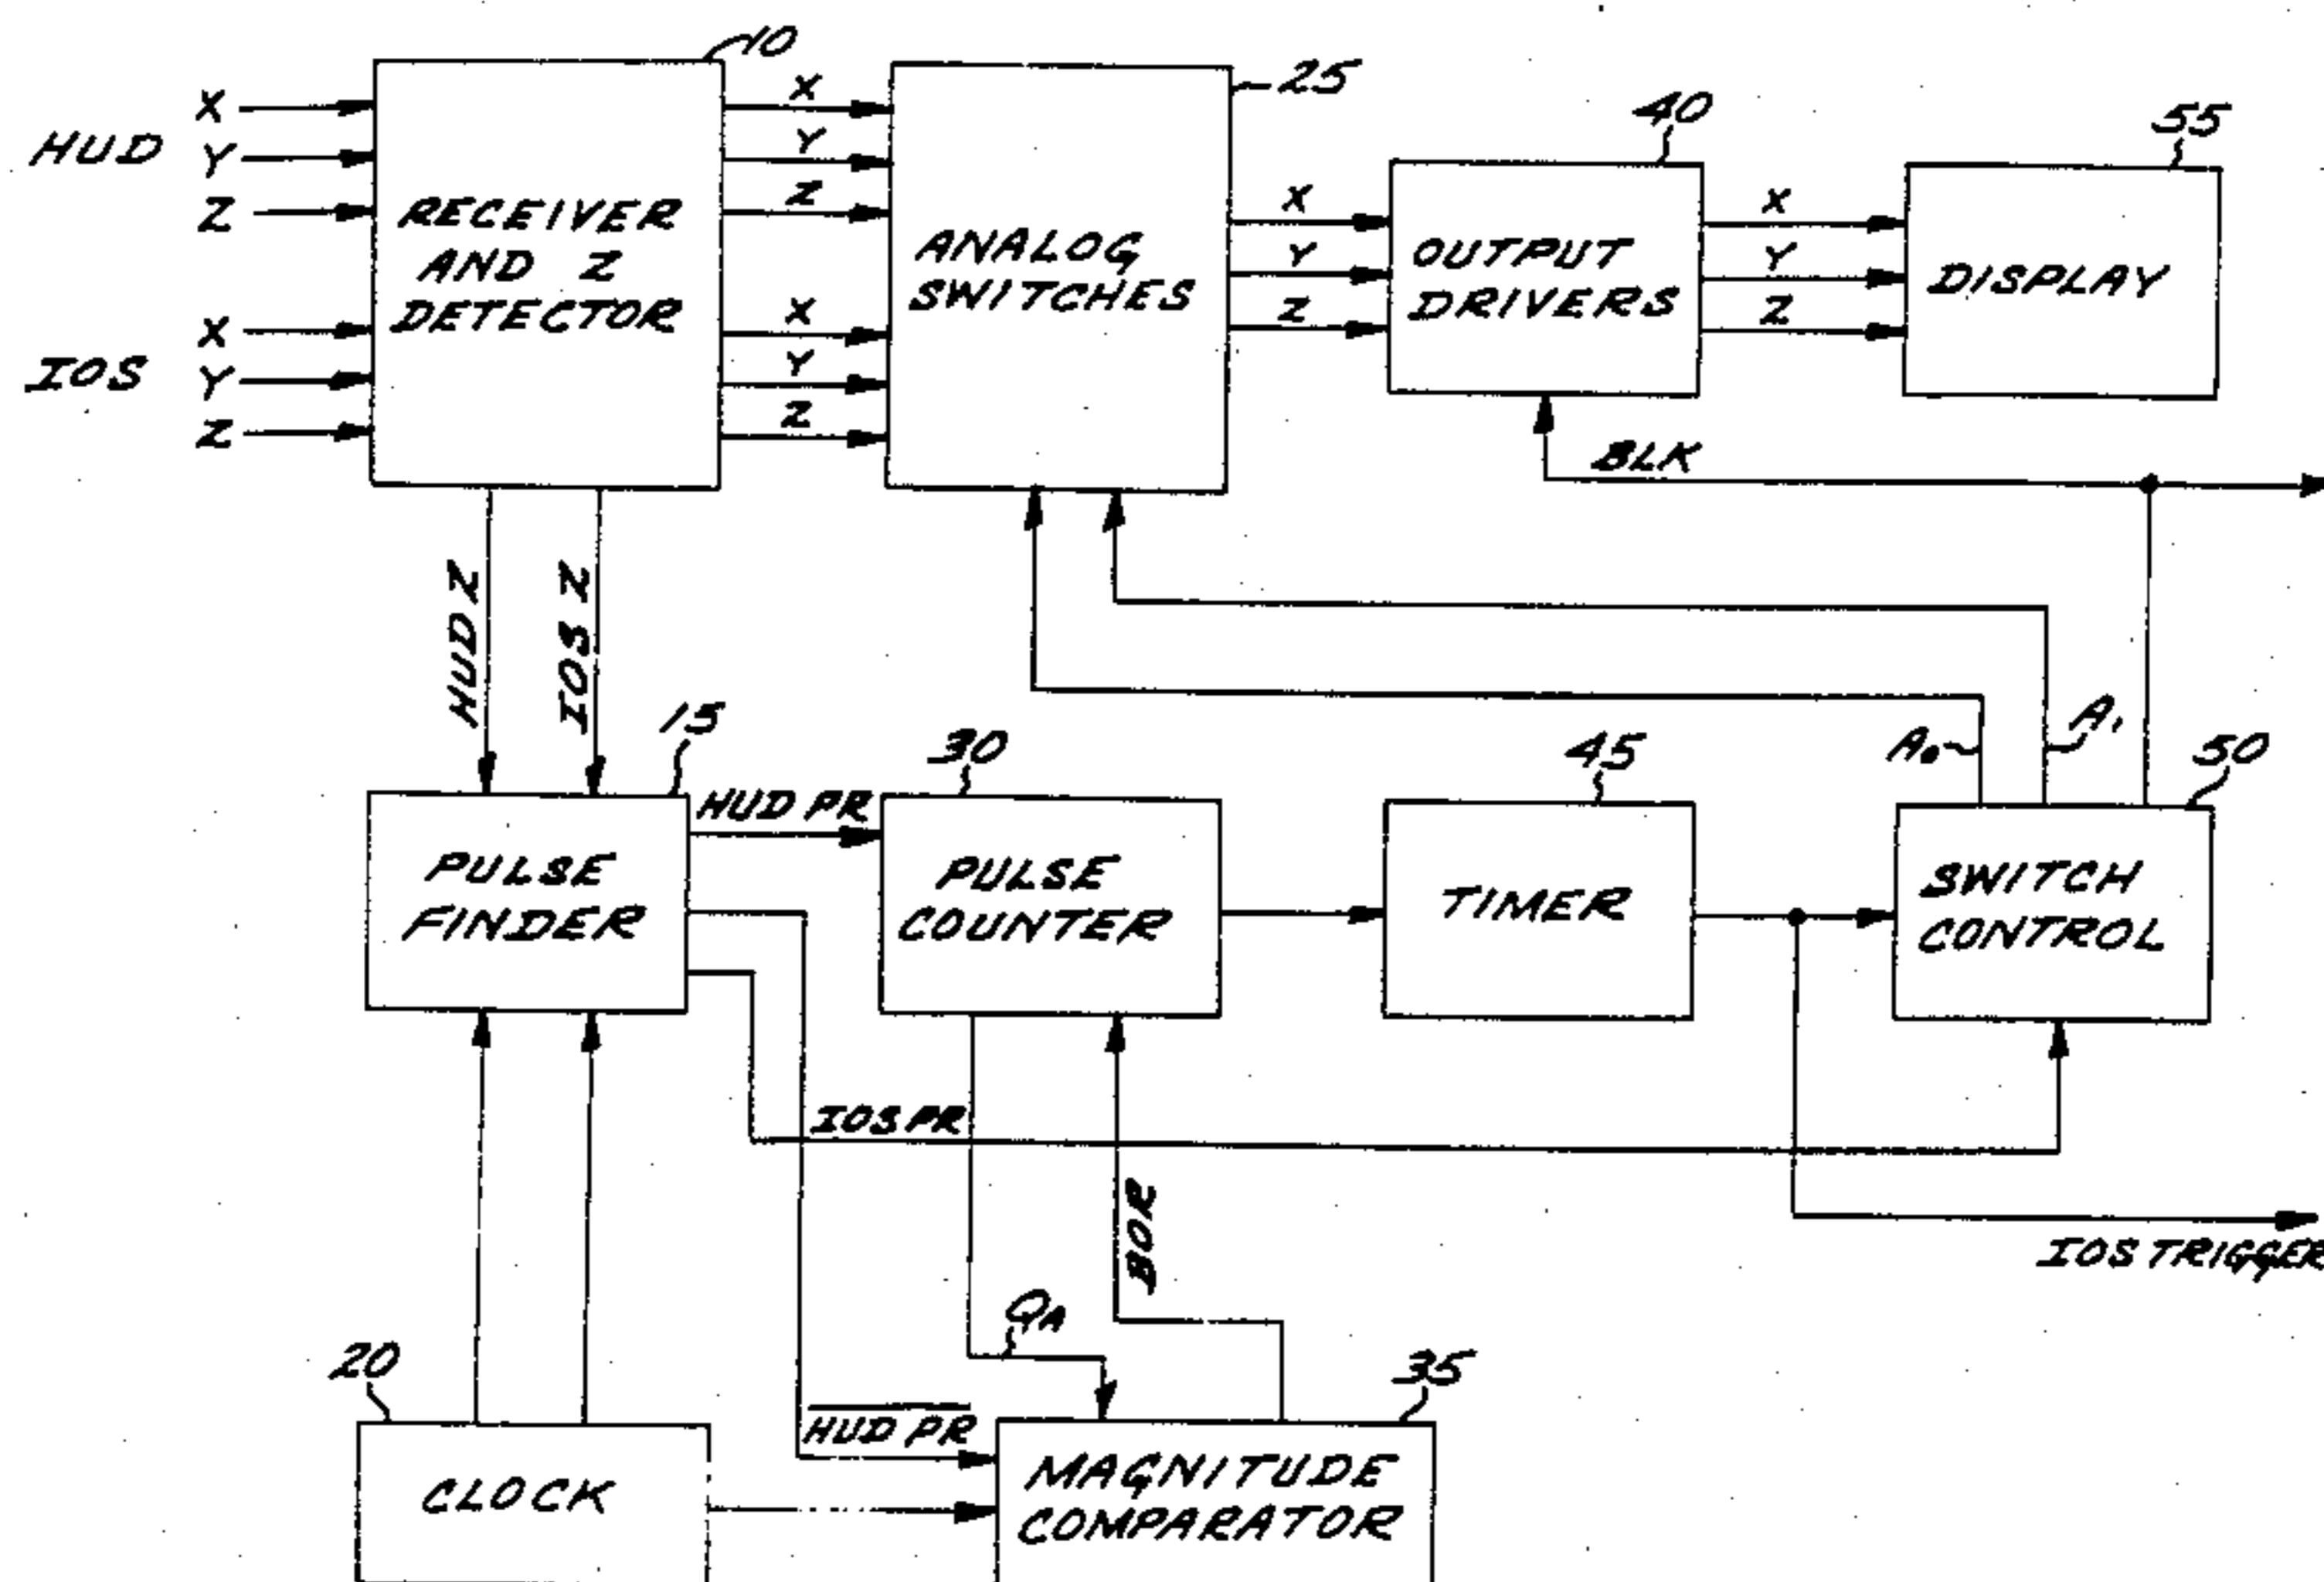 10
25
40
55
HUD
X
Y
Z
IOS
X
Y
Z
RECEIVER
AND Z
DETECTOR
X
Y
Z
X
Y
Z
ANALOG
SWITCHES
X
Y
Z
OUTPUT
DRIVERS
X
Y
Z
DISPLAY
BLK
HUD Z
IOS Z
15
30
45
A0
A1
50
PULSE
FINDER
HUD PR
PULSE
COUNTER
TIMER
SWITCH
CONTROL
IOS PR
BOR
IOS TRIGGER
QA
20
35
HUD PR
CLOCK
MAGNITUDE
COMPARATOR